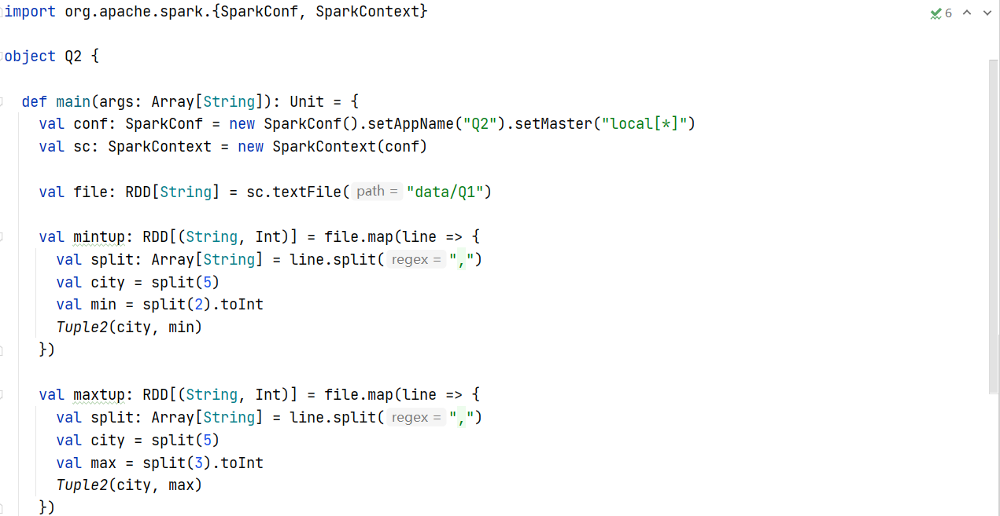 import org.apache.spark.{SparkConf, SparkContext}
6
object Q2 {
def main(args: Array[String]): Unit = {
val conf: SparkConf = new SparkConf().setAppName("Q2").setMaster("local[*]")
val sc: SparkContext = new SparkContext(conf)
val file: RDD[String] = sc.textFile( path = "data/Q1")
val mintup: RDD[(String, Int)] = file.map(line => {
val split: Array[String] = line.split( regex = ",")
val city = split(5)
val min = split(2).toInt
Tuple2(city, min)
})
val maxtup: RDD[(String, Int)] = file.map(line => {
val split: Array[String] = line.split( regex = ",")
val city = split(5)
val max = split(3).toInt
Tuple2(city, max)
})